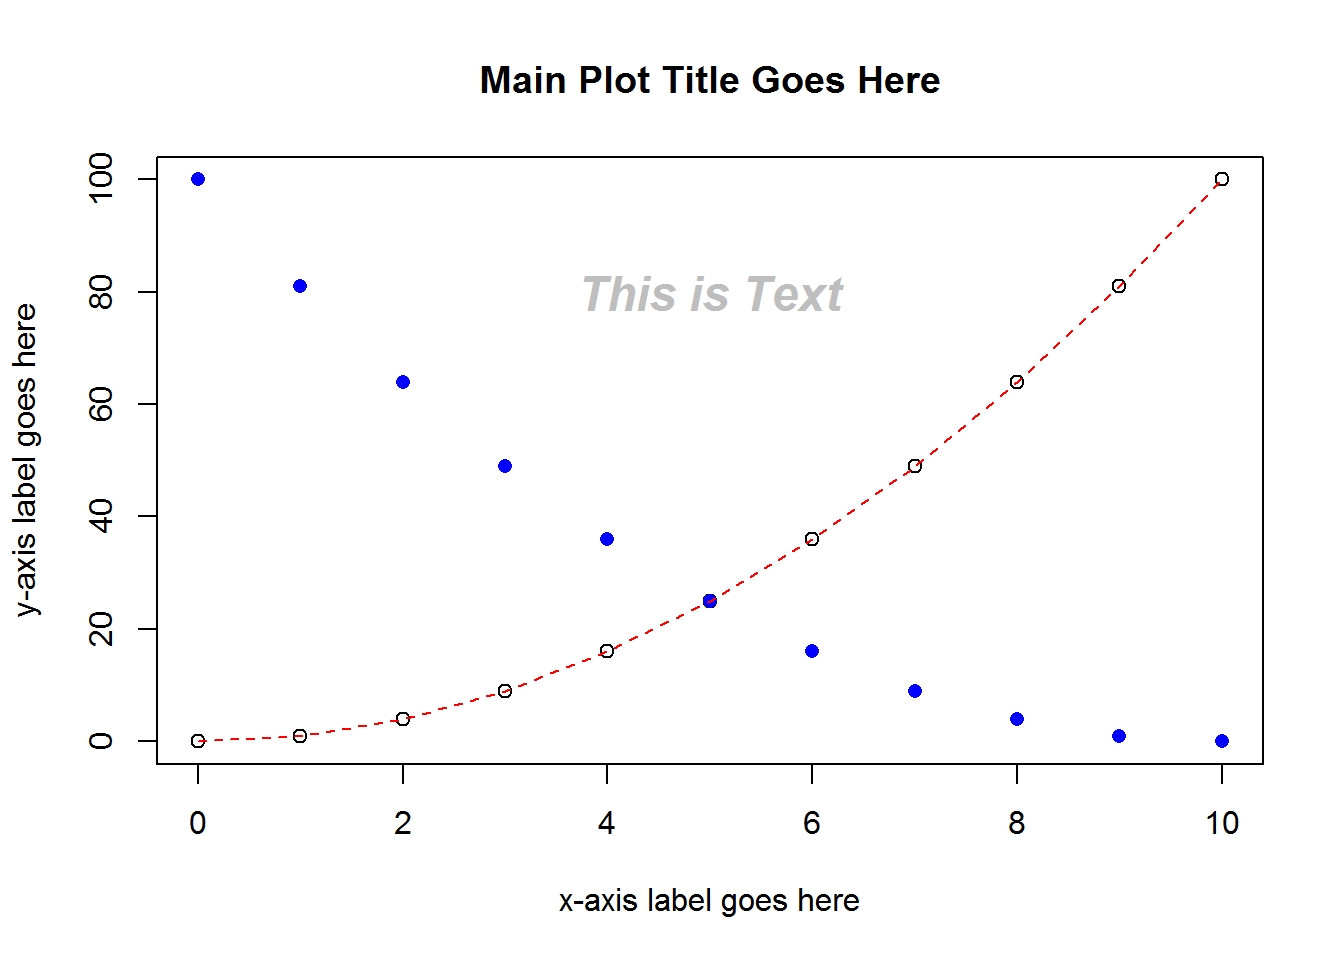 Main Plot Title Goes Here
100
80
60
40
20
0
y-axis label goes here
This is Text
0 2 4 6 8 10
x-axis label goes here